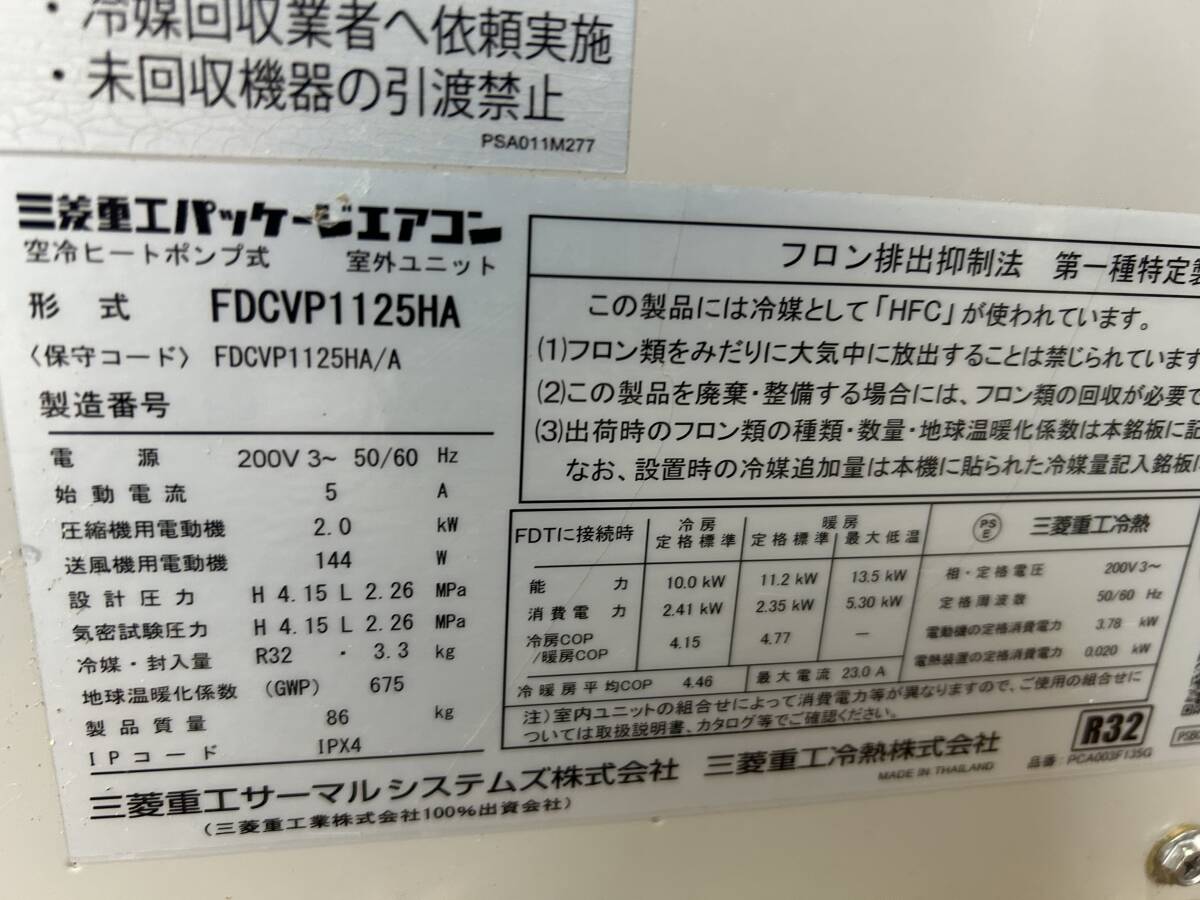 ・冷媒回収業者へ依頼実施
・未回収機器の引渡禁止
PSA011M277
三菱重工パッケージエアコン
空冷ヒートポンプ式 室外ユニット
形式 FDCVP1125HA
〈保守コード〉 FDCVP1125HA/A
製造番号
電源 200V 3~ 50/60 Hz
始動電流 5 A
圧縮機用電動機 2.0 kW
送風機用電動機 144 W
設計圧力 H 4.15 L 2.26 MPa
気密試験圧力 H 4.15 L 2.26 MPa
冷媒・封入量 R32 ・ 3.3 kg
地球温暖化係数 (GWP) 675
製品質量 86 kg
IPコード IPX4
フロン排出抑制法 第一種特定製
この製品には冷媒として「HFC」が使われています。
(1)フロン類をみだりに大気中に放出することは禁じられています
(2)この製品を廃棄・整備する場合には、フロン類の回収が必要で
(3)出荷時のフロン類の種類・数量・地球温暖化係数は本銘板に記
なお、設置時の冷媒追加量は本機に貼られた冷媒量記入銘板に
FDTに接続時 冷房 定格標準 暖房 定格標準 最大低温
能力 10.0 kW 11.2 kW 13.5 kW
消費電力 2.41 kW 2.35 kW 5.30 kW
冷房COP/暖房COP 4.15 4.77 —
冷暖房平均COP 4.46 最大電流 23.0 A
PSE 三菱重工冷熱
相・定格電圧 200V 3~
定格周波数 50/60 Hz
電動機の定格消費電力 3.78 kW
電熱装置の定格消費電力 0.020 kW
注)室内ユニットの組合せによって消費電力等が異なりますので、ご使用の組合せに
ついては取扱説明書、カタログ等でご確認ください。
三菱重工サーマルシステムズ株式会社 三菱重工冷熱株式会社
(三菱重工業株式会社100%出資会社)
MADE IN THAILAND
R32
品番:PCA003F135G